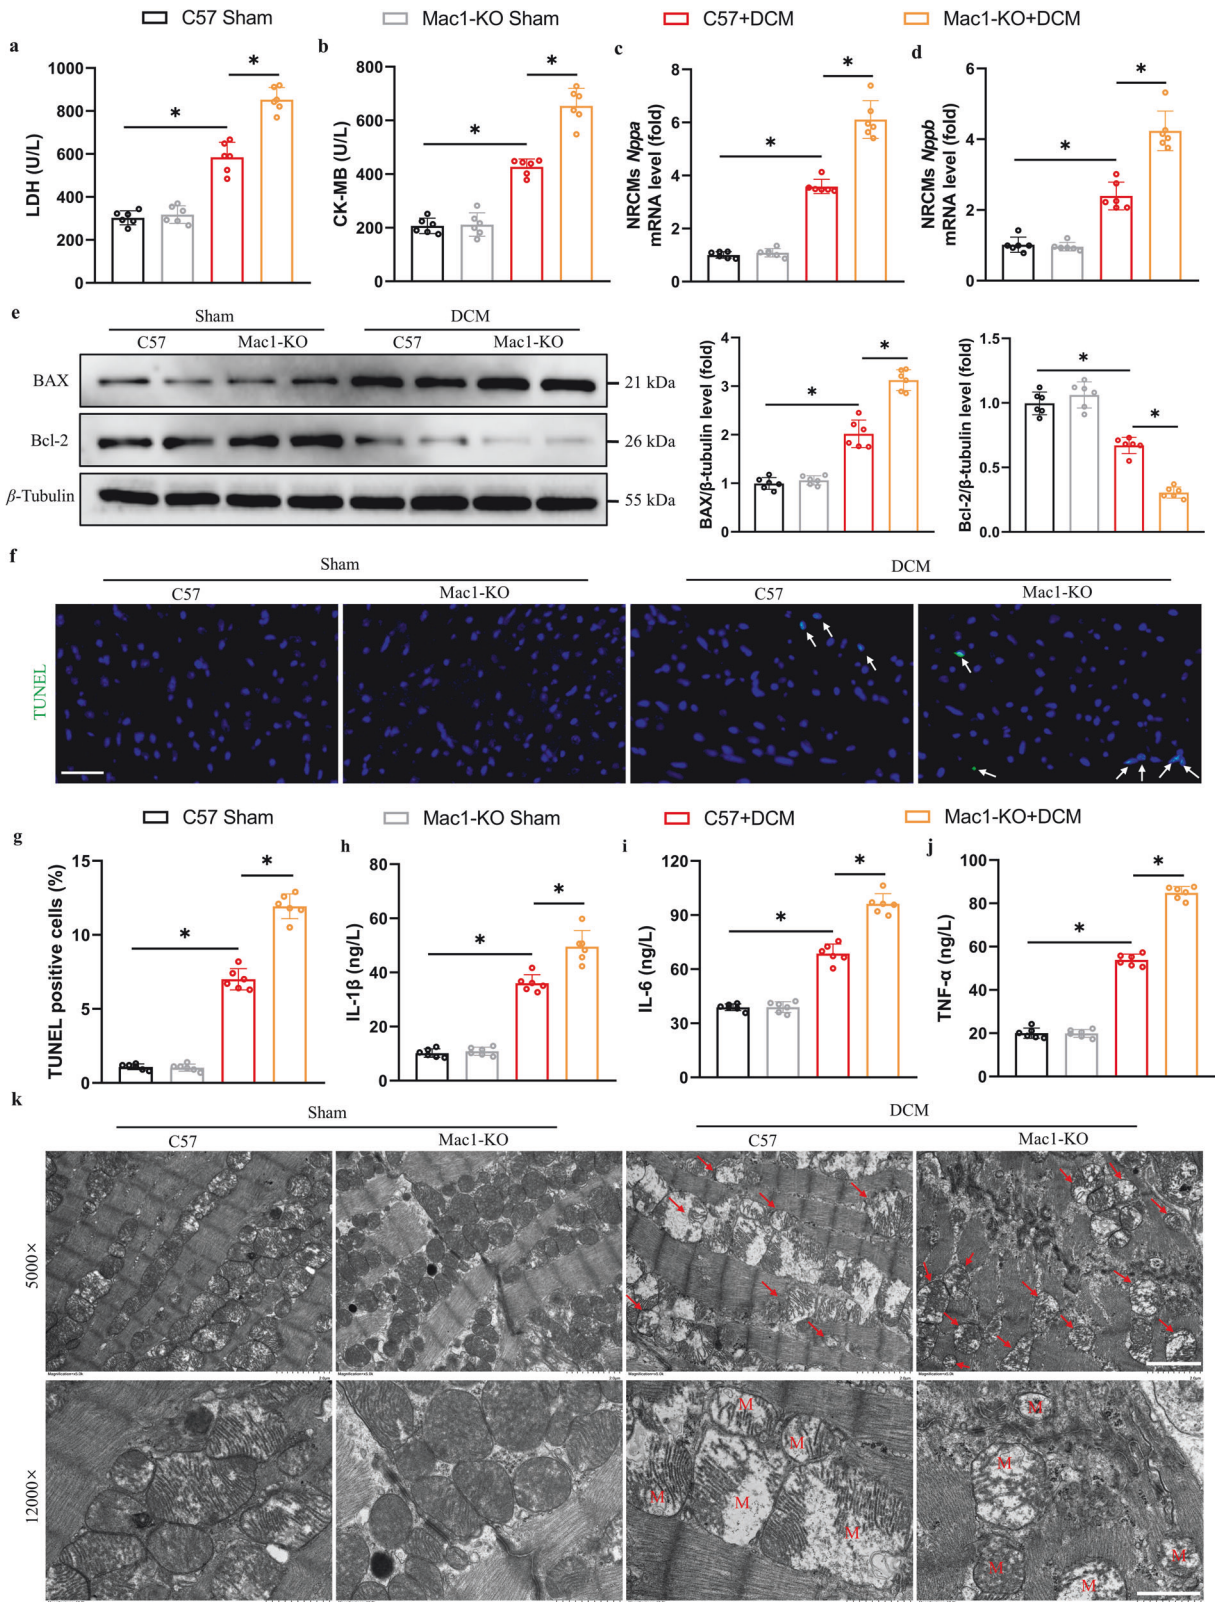 C57 Sham Mac1-KO Sham C57+DCM Mac1-KO+DCM
a
LDH (U/L)
1000
800
600
400
200
0
*
*
b
CK-MB (U/L)
800
600
400
200
0
*
*
c
NRCMs Nppa
mRNA level (fold)
8
6
4
2
0
*
*
d
NRCMs Nppb
mRNA level (fold)
6
4
2
0
*
*
e
Sham DCM
C57 Mac1-KO C57 Mac1-KO
BAX 21 kDa
Bcl-2 26 kDa
β-Tubulin 55 kDa
BAX/β-tubulin level (fold)
4
3
2
1
0
*
*
Bcl-2/β-tubulin level (fold)
1.5
1.0
0.5
0.0
*
*
f
Sham DCM
C57 Mac1-KO C57 Mac1-KO
TUNEL
C57 Sham Mac1-KO Sham C57+DCM Mac1-KO+DCM
g
TUNEL positive cells (%)
15
10
5
0
*
*
h
IL-1β (ng/L)
80
60
40
20
0
*
*
i
IL-6 (ng/L)
120
90
60
30
0
*
*
j
TNF-α (ng/L)
100
80
60
40
20
0
*
*
k
Sham DCM
C57 Mac1-KO C57 Mac1-KO
5000×
12000×
M
M
M
M
M
M
M
M
M
M